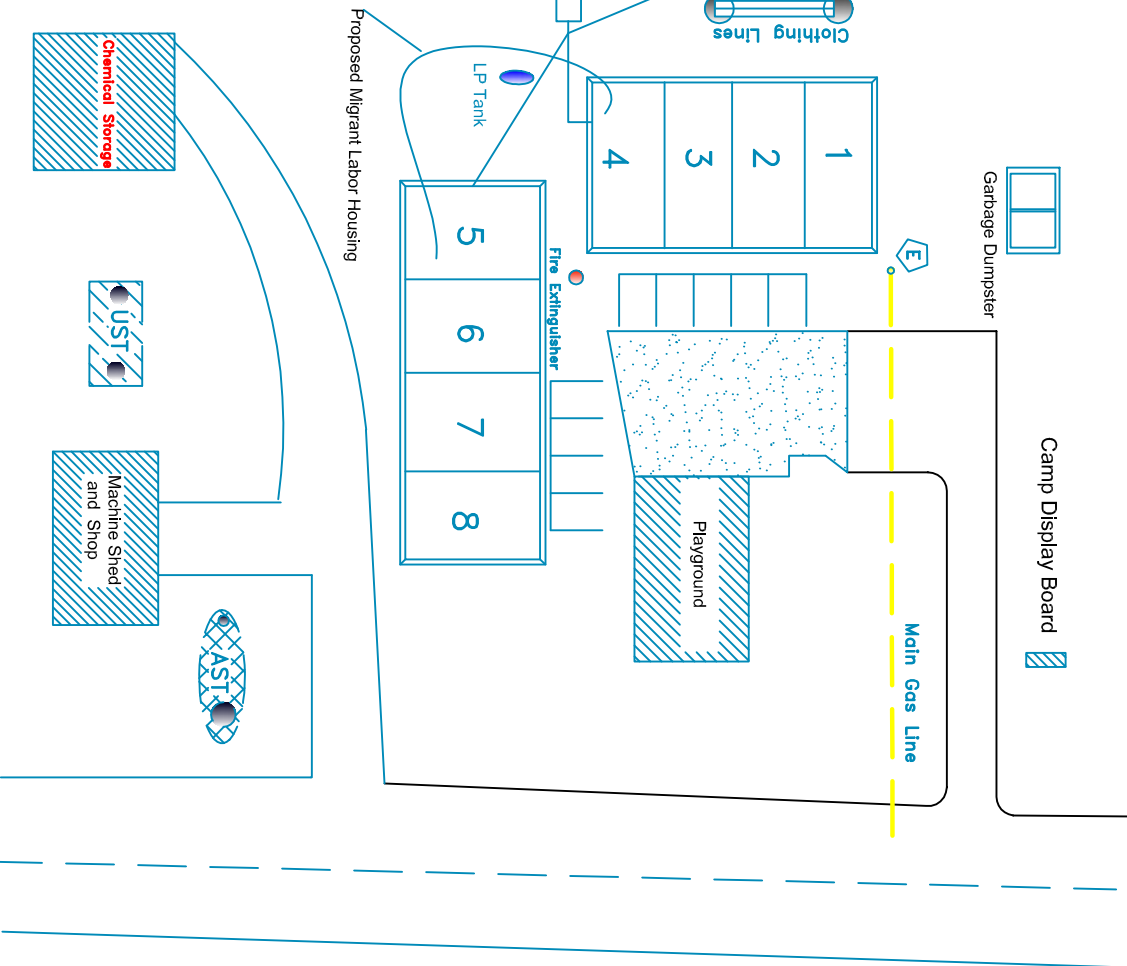 Clothing Lines
Chemical Storage
Proposed Migrant Labor Housing
LP Tank
4
3
2
1
Garbage Dumpster
E
5
6
7
8
Fire Extinguisher
UST
Machine Shed
and Shop
AST
Playground
Camp Display Board
Main Gas Line